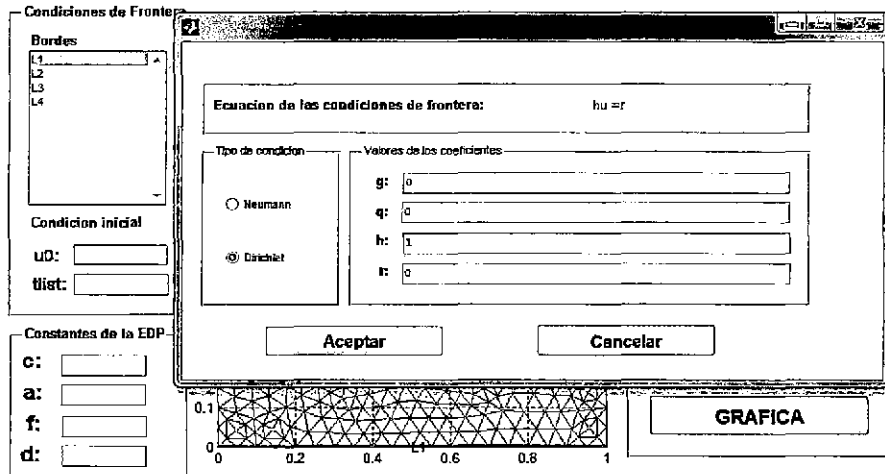 Condiciones de Frontera
Bordes
L1
L2
L3
L4
Condicion inicial
u0:
tlist:
Constantes de la EDP
c:
a:
f:
d:
Ecuacion de las condiciones de frontera: hu =r
Tipo de condicion
Neumann
Dirichlet
Valores de los coeficientes
g: 0
q: 0
h: 1
r: 0
Aceptar
Cancelar
0.1
0
0 0.2 0.4 0.6 0.8 1
L1
GRAFICA